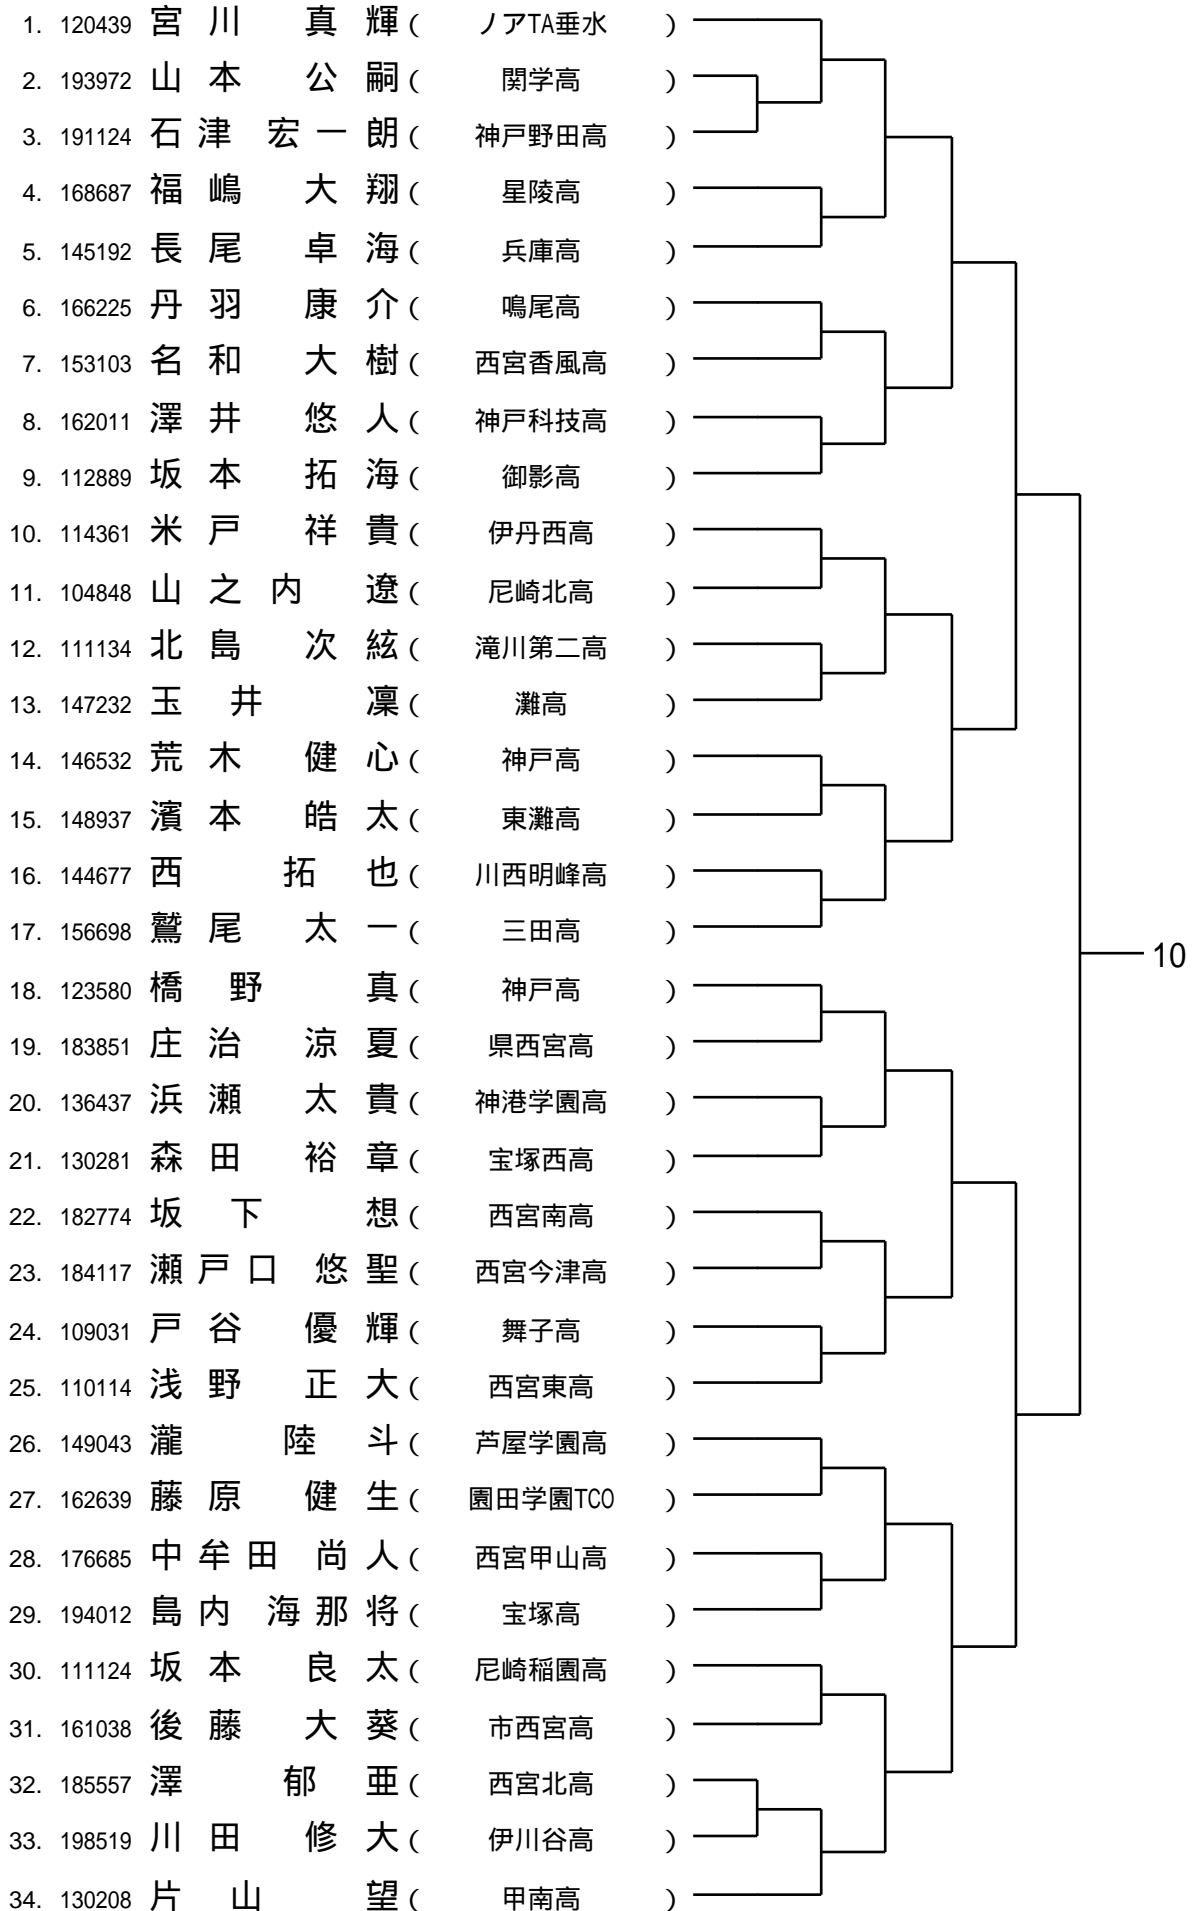 1. 120439 宮川 真輝 ( ノアTA垂水 )
2. 193972 山本 公嗣 ( 関学高 )
3. 191124 石津 宏一朗 ( 神戸野田高 )
4. 168687 福嶋 大翔 ( 星陵高 )
5. 145192 長尾 卓海 ( 兵庫高 )
6. 166225 丹羽 康介 ( 鳴尾高 )
7. 153103 名和 大樹 ( 西宮香風高 )
8. 162011 澤井 悠人 ( 神戸科技高 )
9. 112889 坂本 拓海 ( 御影高 )
10. 114361 米戸 祥貴 ( 伊丹西高 )
11. 104848 山之内 遼 ( 尼崎北高 )
12. 111134 北島 次絃 ( 滝川第二高 )
13. 147232 玉井 凜 ( 灘高 )
14. 146532 荒木 健心 ( 神戸高 )
15. 148937 濱本 皓太 ( 東灘高 )
16. 144677 西 拓也 ( 川西明峰高 )
17. 156698 鷲尾 太一 ( 三田高 )
10
18. 123580 橋野 真 ( 神戸高 )
19. 183851 庄治 涼夏 ( 県西宮高 )
20. 136437 浜瀬 太貴 ( 神港学園高 )
21. 130281 森田 裕章 ( 宝塚西高 )
22. 182774 坂下 想 ( 西宮南高 )
23. 184117 瀬戸口 悠聖 ( 西宮今津高 )
24. 109031 戸谷 優輝 ( 舞子高 )
25. 110114 浅野 正大 ( 西宮東高 )
26. 149043 瀧 陸斗 ( 芦屋学園高 )
27. 162639 藤原 健生 ( 園田学園TCO )
28. 176685 中牟田 尚人 ( 西宮甲山高 )
29. 194012 島内 海那将 ( 宝塚高 )
30. 111124 坂本 良太 ( 尼崎稲園高 )
31. 161038 後藤 大葵 ( 市西宮高 )
32. 185557 澤 郁亜 ( 西宮北高 )
33. 198519 川田 修大 ( 伊川谷高 )
34. 130208 片山 望 ( 甲南高 )